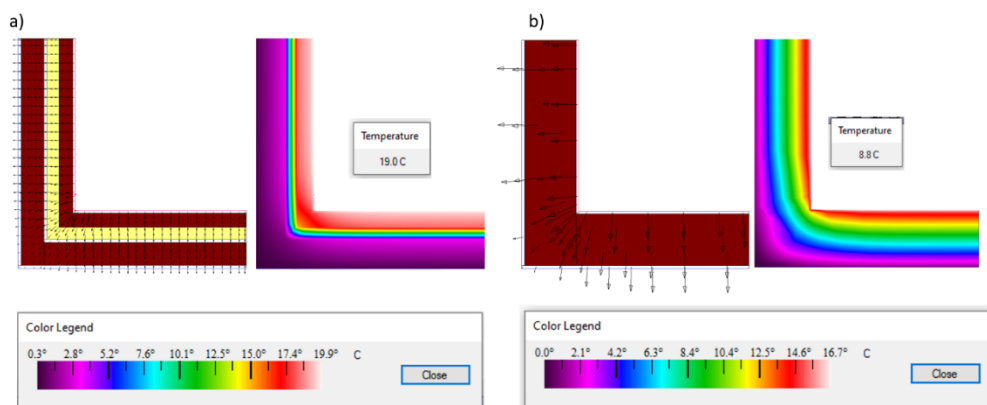 a)
Temperature
19.0 C
Color Legend
0.3° 2.8° 5.2° 7.6° 10.1° 12.5° 15.0° 17.4° 19.9° C
Close
b)
Temperature
8.8 C
Color Legend
0.0° 2.1° 4.2° 6.3° 8.4° 10.4° 12.5° 14.6° 16.7° C
Close